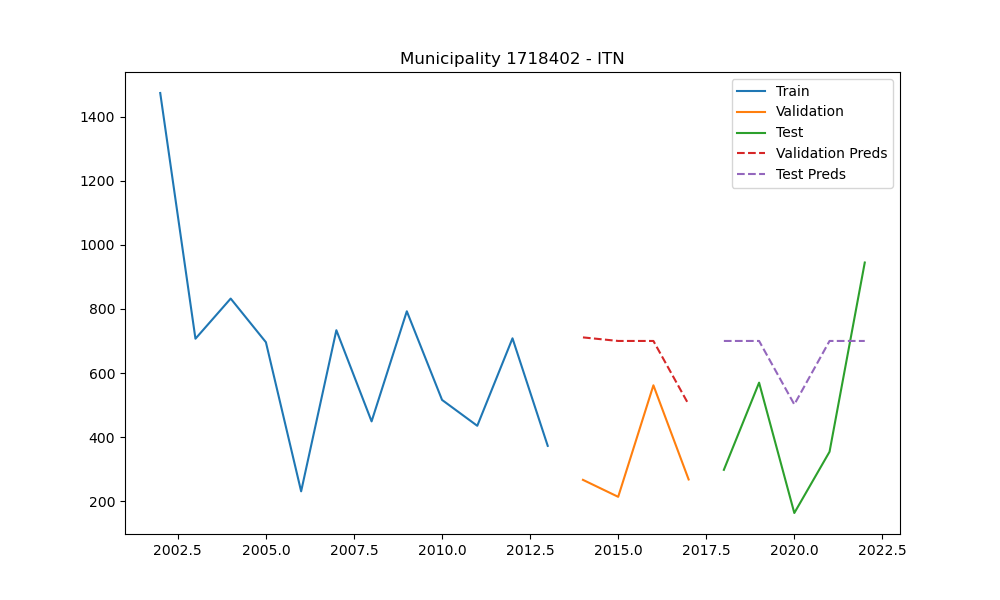 Municipality 1718402 - ITN
Train
Validation
Test
Validation Preds
Test Preds
1400
1200
1000
800
600
400
200
2002.5 2005.0 2007.5 2010.0 2012.5 2015.0 2017.5 2020.0 2022.5